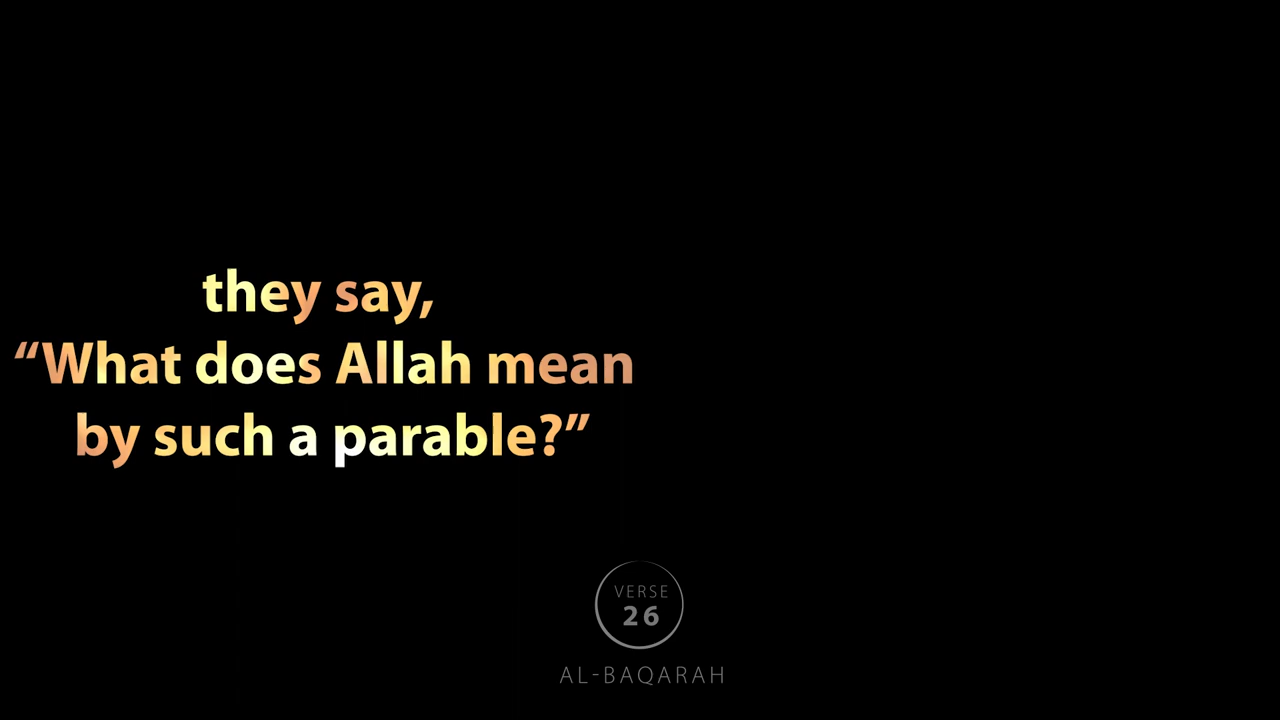 they say,
“What does Allah mean
by such a parable?”
VERSE
26
AL-BAQARAH